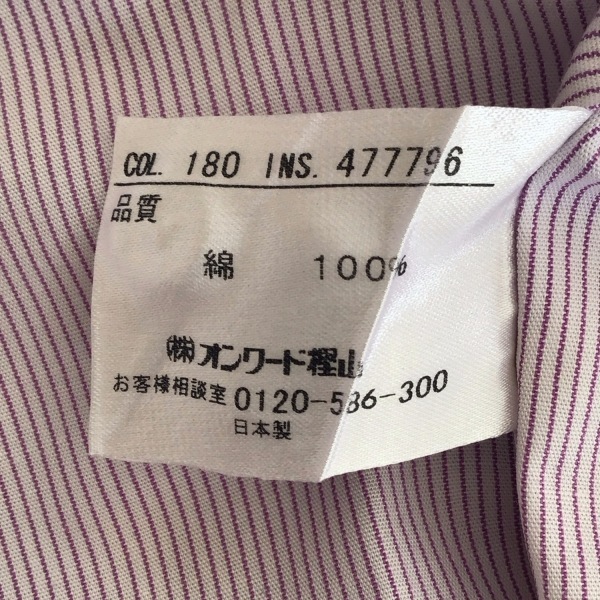 COL. 180 INS. 477796
品質
綿 100%
㈱オンワード樫山
お客様相談室 0120-586-300
日本製